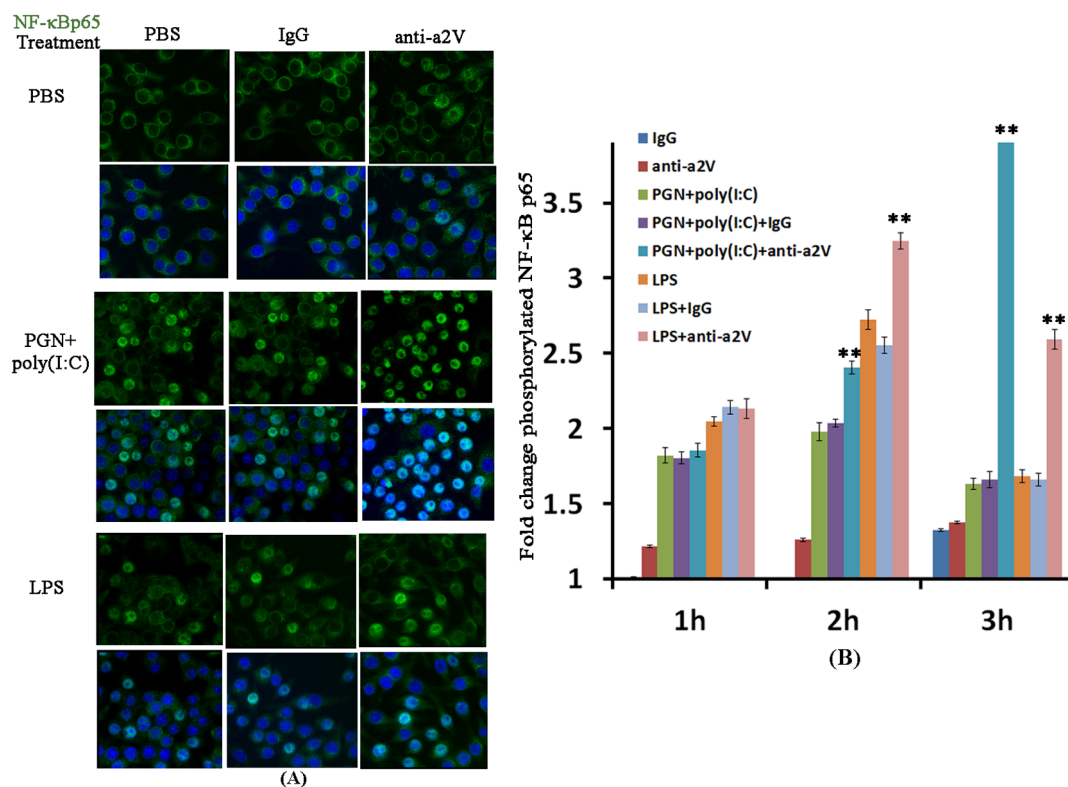 NF-κBp65
Treatment
PBS
IgG
anti-a2V
PBS
PGN+
poly(I:C)
LPS
(A)
Fold change phosphorylated NF-κB p65
3.5
3
2.5
2
1.5
1
IgG
anti-a2V
PGN+poly(I:C)
PGN+poly(I:C)+IgG
PGN+poly(I:C)+anti-a2V
LPS
LPS+IgG
LPS+anti-a2V
**
**
**
**
1h
2h
3h
(B)